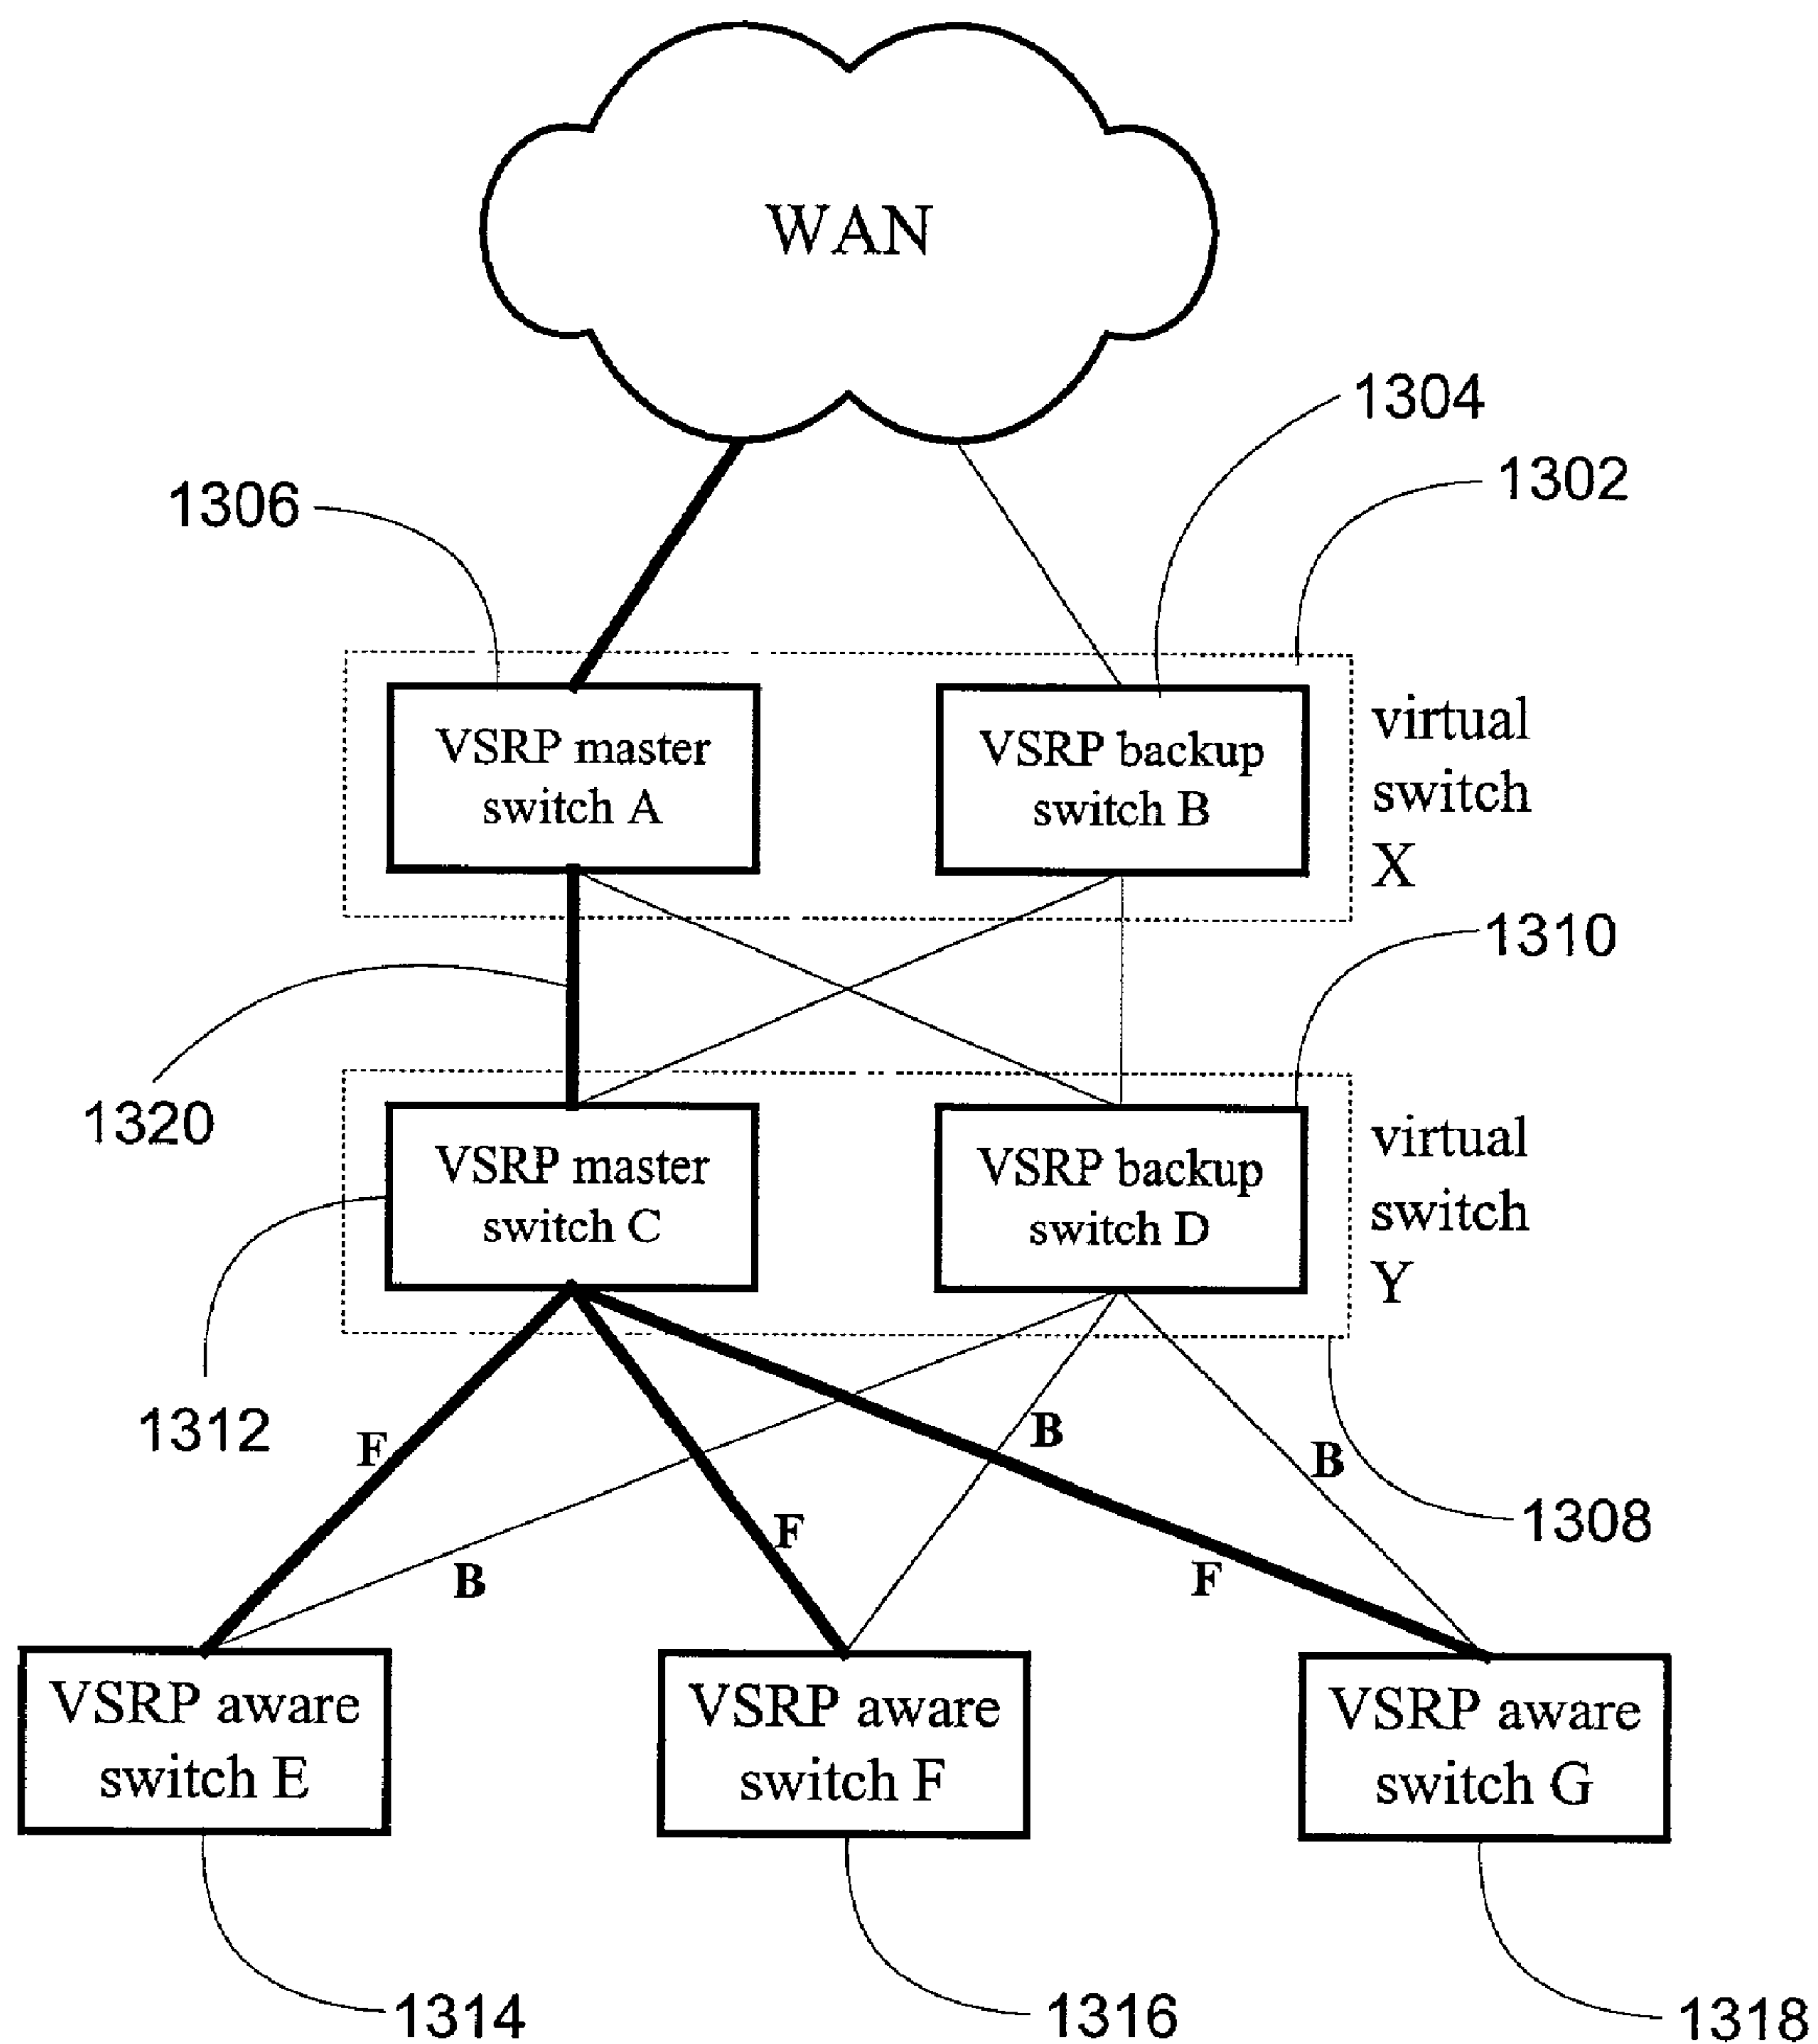 WAN
1304
1302
1306
VSRP master
switch A
VSRP backup
switch B
virtual
switch
X
1310
1320
VSRP master
switch C
VSRP backup
switch D
virtual
switch
Y
1312
F
B
B
F
B
F
1308
VSRP aware
switch E
VSRP aware
switch F
VSRP aware
switch G
1314
1316
1318